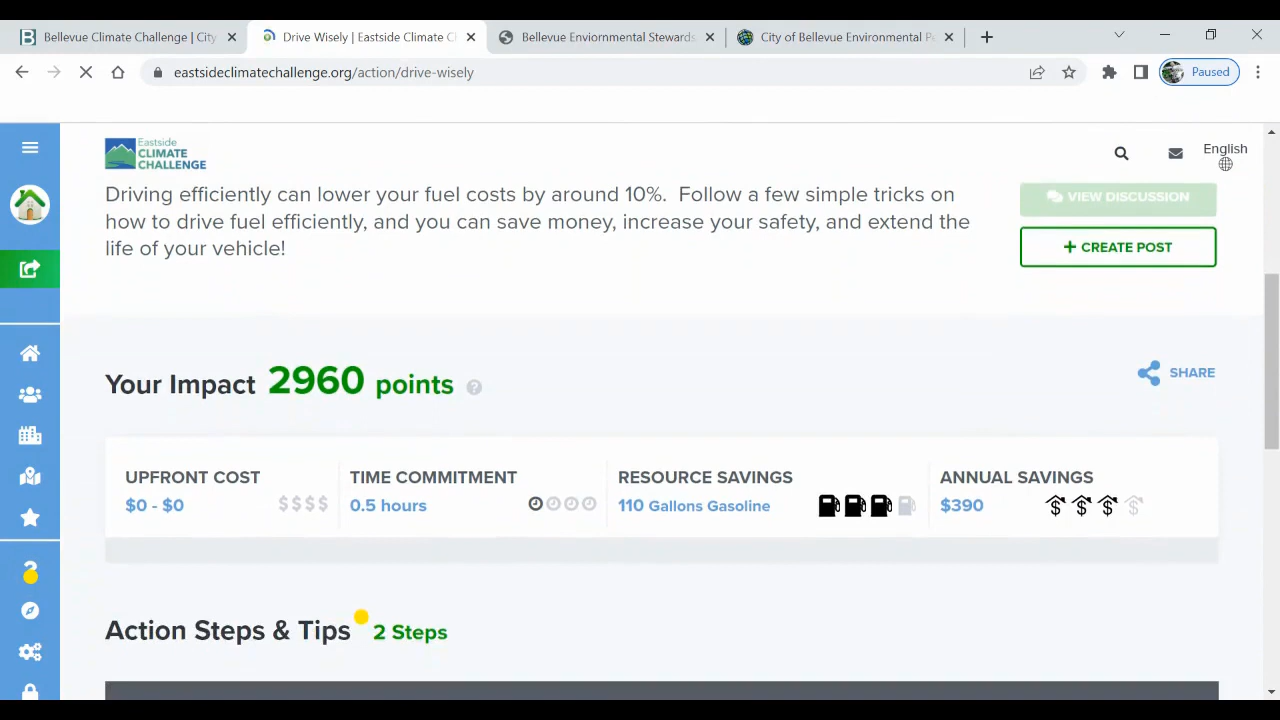 Bellevue Climate Challenge | City
Drive Wisely | Eastside Climate C
Bellevue Enviornmental Stewards
City of Bellevue Environmental P
eastsideclimatechallenge.org/action/drive-wisely
Paused
Eastside
CLIMATE
CHALLENGE
English
Driving efficiently can lower your fuel costs by around 10%. Follow a few simple tricks on
how to drive fuel efficiently, and you can save money, increase your safety, and extend the
life of your vehicle!
VIEW DISCUSSION
+ CREATE POST
Your Impact 2960 points ?
SHARE
UPFRONT COST
$0 - $0
$$$$
TIME COMMITMENT
0.5 hours
RESOURCE SAVINGS
110 Gallons Gasoline
ANNUAL SAVINGS
$390
Action Steps & Tips 2 Steps